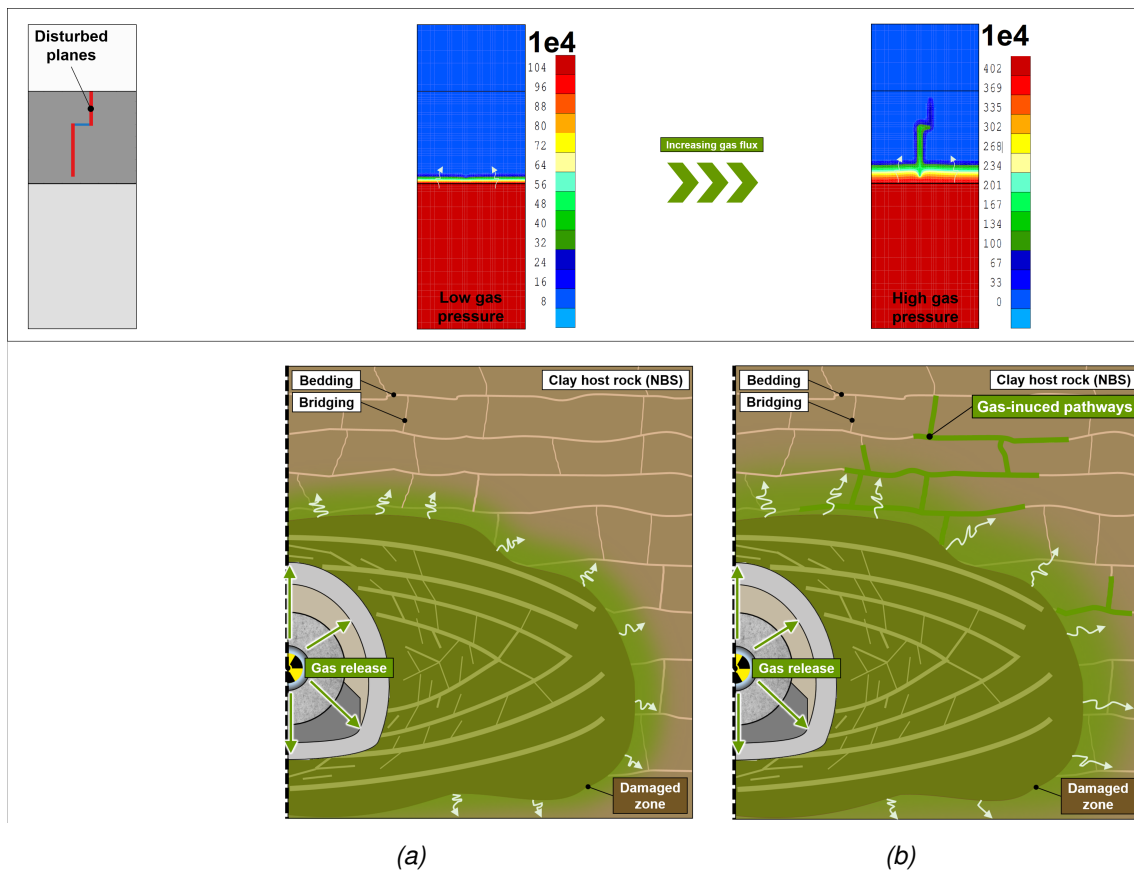 Disturbed
planes
1e4
104
96
88
80
72
64
56
48
40
32
24
16
8
Low gas
pressure
Increasing gas flux
1e4
402
369
335
302
268
234
201
167
134
100
67
33
0
High gas
pressure
Bedding
Bridging
Clay host rock (NBS)
Gas release
Damaged
zone
(a)
Bedding
Bridging
Clay host rock (NBS)
Gas-inuced pathways
Gas release
Damaged
zone
(b)